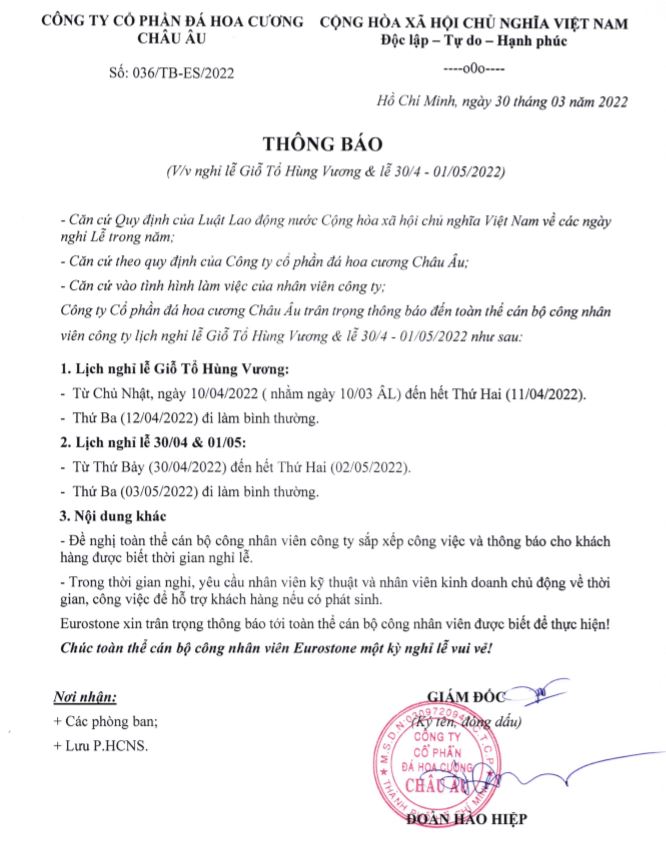 CÔNG TY CỔ PHẦN ĐÁ HOA CƯƠNG
CHÂU ÂU
Số: 036/TB-ES/2022
CỘNG HÒA XÃ HỘI CHỦ NGHĨA VIỆT NAM
Độc lập – Tự do – Hạnh phúc
----o0o----
Hồ Chí Minh, ngày 30 tháng 03 năm 2022
THÔNG BÁO
(V/v nghỉ lễ Giỗ Tổ Hùng Vương & lễ 30/4 - 01/05/2022)
- Căn cứ Quy định của Luật Lao động nước Cộng hòa xã hội chủ nghĩa Việt Nam về các ngày
nghỉ Lễ trong năm;
- Căn cứ theo quy định của Công ty cổ phần đá hoa cương Châu Âu;
- Căn cứ vào tình hình làm việc của nhân viên công ty;
Công ty Cổ phần đá hoa cương Châu Âu trân trọng thông báo đến toàn thể cán bộ công nhân
viên công ty lịch nghỉ lễ Giỗ Tổ Hùng Vương & lễ 30/4 - 01/05/2022 như sau:
1. Lịch nghỉ lễ Giỗ Tổ Hùng Vương:
- Từ Chủ Nhật, ngày 10/04/2022 ( nhằm ngày 10/03 ÂL) đến hết Thứ Hai (11/04/2022).
- Thứ Ba (12/04/2022) đi làm bình thường.
2. Lịch nghỉ lễ 30/04 & 01/05:
- Từ Thứ Bảy (30/04/2022) đến hết Thứ Hai (02/05/2022).
- Thứ Ba (03/05/2022) đi làm bình thường.
3. Nội dung khác
- Đề nghị toàn thể cán bộ công nhân viên công ty sắp xếp công việc và thông báo cho khách
hàng được biết thời gian nghỉ lễ.
- Trong thời gian nghỉ, yêu cầu nhân viên kỹ thuật và nhân viên kinh doanh chủ động về thời
gian, công việc để hỗ trợ khách hàng nếu có phát sinh.
Eurostone xin trân trọng thông báo tới toàn thể cán bộ công nhân viên được biết để thực hiện!
Chúc toàn thể cán bộ công nhân viên Eurostone một kỳ nghỉ lễ vui vẻ!
Nơi nhận:
+ Các phòng ban;
+ Lưu P.HCNS.
GIÁM ĐỐC
(Ký tên, đóng dấu)
CÔNG TY
CỔ PHẦN
ĐÁ HOA CƯƠNG
CHÂU ÂU
ĐOÀN HÀO HIỆP